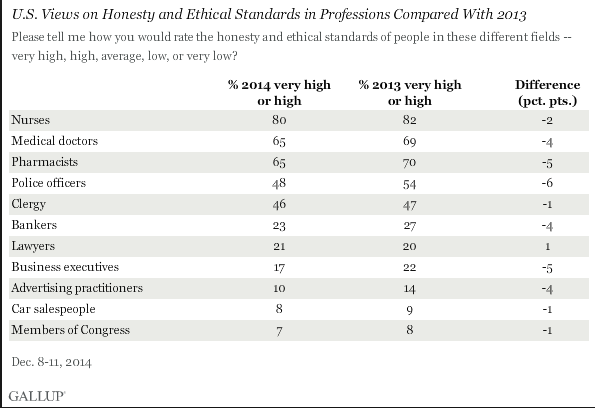 U.S. Views on Honesty and Ethical Standards in Professions Compared With 2013
Please tell me how you would rate the honesty and ethical standards of people in these different fields --
very high, high, average, low, or very low?
% 2014 very high % 2013 very high Difference
or high or high (pct. pts.)
Nurses 80 82 -2
Medical doctors 65 69 -4
Pharmacists 65 70 -5
Police officers 48 54 -6
Clergy 46 47 -1
Bankers 23 27 -4
Lawyers 21 20 1
Business executives 17 22 -5
Advertising practitioners 10 14 -4
Car salespeople 8 9 -1
Members of Congress 7 8 -1
Dec. 8-11, 2014
GALLUP®